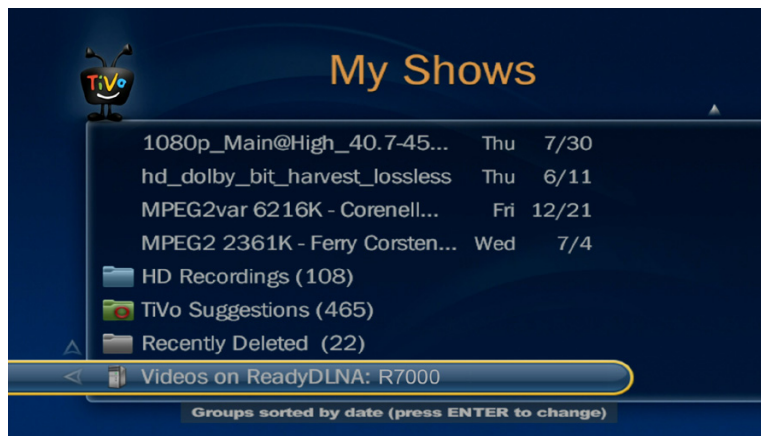 TiVo
My Shows
1080p_Main@High_40.7-45... Thu 7/30
hd_dolby_bit_harvest_lossless Thu 6/11
MPEG2var 6216K - Corenell... Fri 12/21
MPEG2 2361K - Ferry Corsten... Wed 7/4
HD Recordings (108)
TiVo Suggestions (465)
Recently Deleted (22)
Videos on ReadyDLNA: R7000
Groups sorted by date (press ENTER to change)